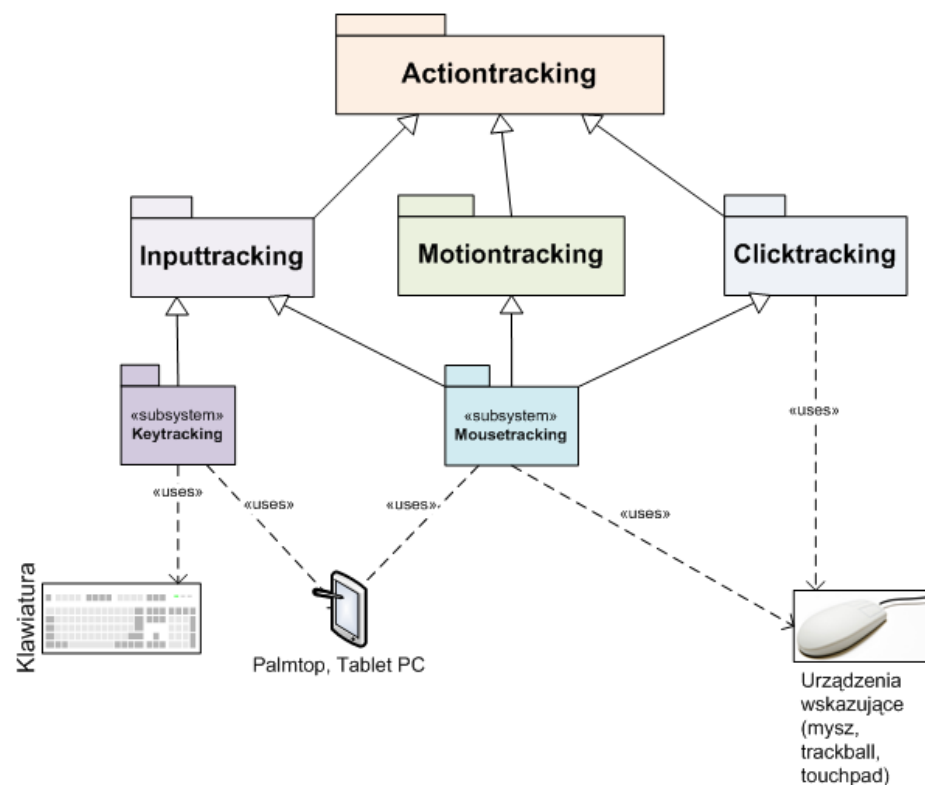 Actiontracking
Inputtracking
Motiontracking
Clicktracking
«subsystem»
Keytracking
«subsystem»
Mousetracking
«uses»
«uses»
«uses»
«uses»
«uses»
Klawiatura
Palmtop, Tablet PC
Urządzenia
wskazujące
(mysz,
trackball,
touchpad)